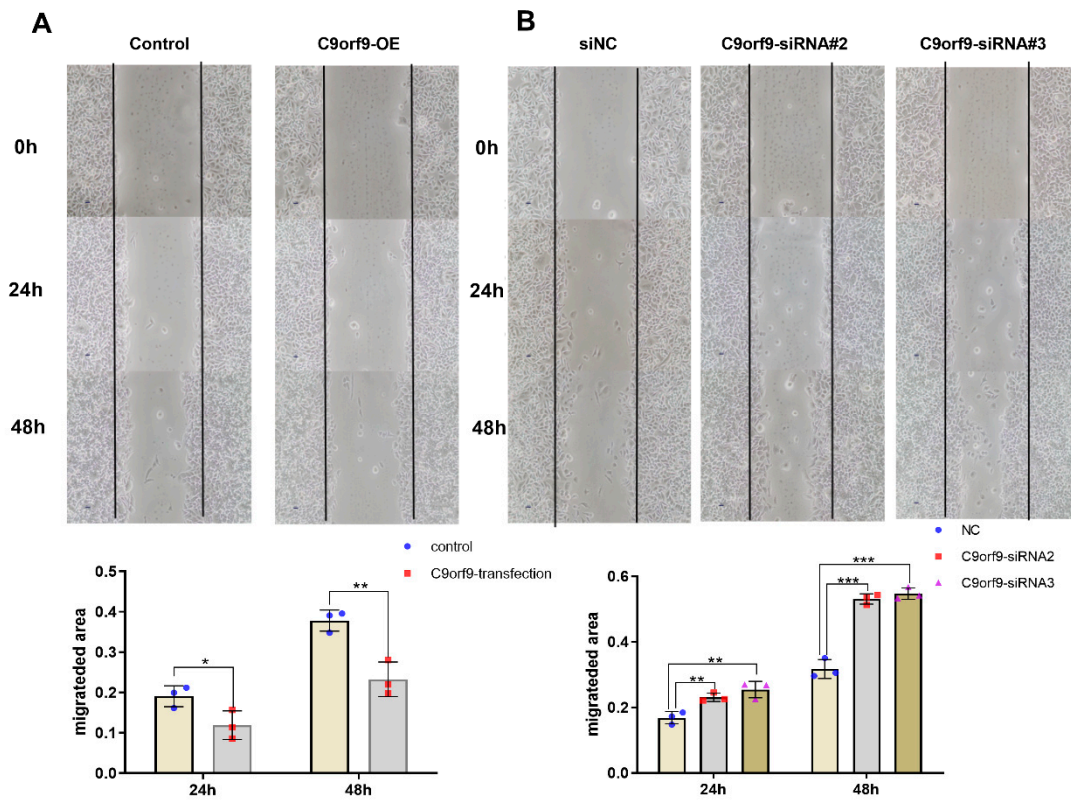 A
B
Control
C9orf9-OE
siNC
C9orf9-siRNA#2
C9orf9-siRNA#3
0h
24h
48h
0h
24h
48h
control
C9orf9-transfection
migrateded area
0.5
0.4
0.3
0.2
0.1
0.0
*
**
24h
48h
NC
C9orf9-siRNA2
C9orf9-siRNA3
migrateded area
0.6
0.4
0.2
0.0
**
**
***
***
24h
48h